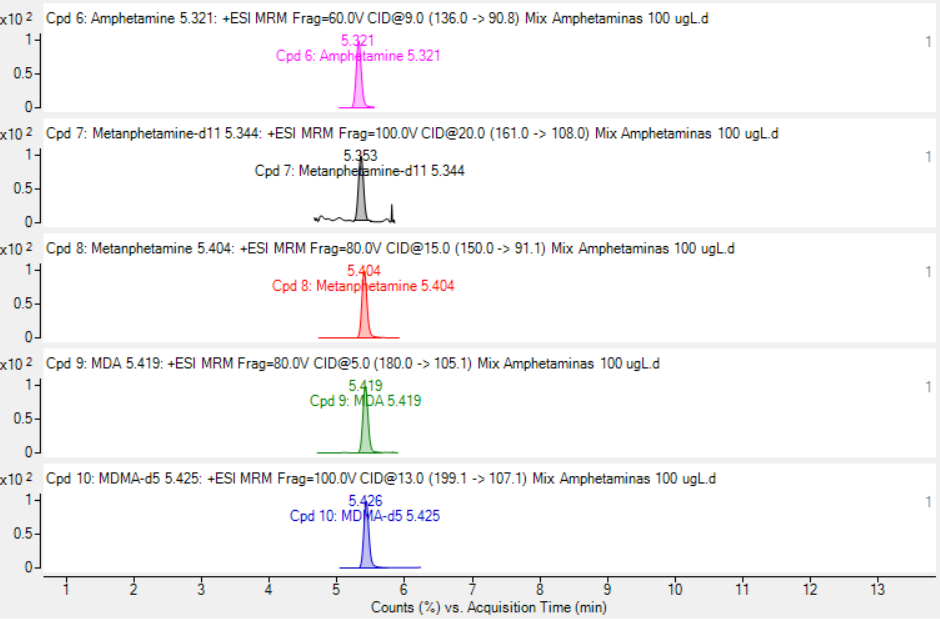 x10 2 Cpd 6: Amphetamine 5.321: +ESI MRM Frag=60.0V CID@9.0 (136.0 -> 90.8) Mix Amphetaminas 100 ugL.d
1
5.321
1
Cpd 6: Amphetamine 5.321
0.5
0
x10 2 Cpd 7: Metanphetamine-d11 5.344: +ESI MRM Frag=100.0V CID@20.0 (161.0 -> 108.0) Mix Amphetaminas 100 ugL.d
1
5.353
1
Cpd 7: Metanphetamine-d11 5.344
0.5
0
x10 2 Cpd 8: Metanphetamine 5.404: +ESI MRM Frag=80.0V CID@15.0 (150.0 -> 91.1) Mix Amphetaminas 100 ugL.d
1
5.404
1
Cpd 8: Metanphetamine 5.404
0.5
0
x10 2 Cpd 9: MDA 5.419: +ESI MRM Frag=80.0V CID@5.0 (180.0 -> 105.1) Mix Amphetaminas 100 ugL.d
1
5.419
1
Cpd 9: MDA 5.419
0.5
0
x10 2 Cpd 10: MDMA-d5 5.425: +ESI MRM Frag=100.0V CID@13.0 (199.1 -> 107.1) Mix Amphetaminas 100 ugL.d
1
5.426
1
Cpd 10: MDMA-d5 5.425
0.5
0
1 2 3 4 5 6 7 8 9 10 11 12 13
Counts (%) vs. Acquisition Time (min)